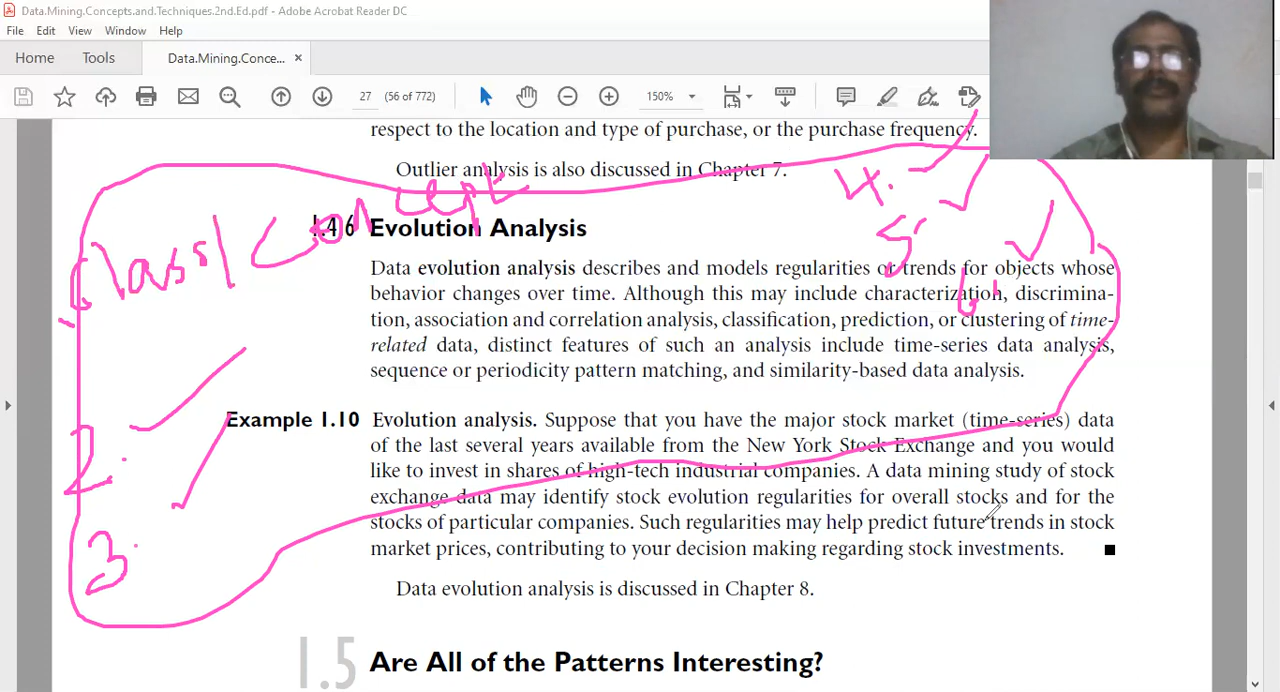 Data.Mining.Concepts.and.Techniques.2nd.Ed.pdf - Adobe Acrobat Reader DC
File Edit View Window Help
Home Tools Data.Mining.Conce... ×
27 (56 of 772) 150%
respect to the location and type of purchase, or the purchase frequency.
Outlier analysis is also discussed in Chapter 7.
4.
Class/Concept
1.4.6 Evolution Analysis
5.
Data evolution analysis describes and models regularities or trends for objects whose
6.
behavior changes over time. Although this may include characterization, discrimina-
tion, association and correlation analysis, classification, prediction, or clustering of time-
related data, distinct features of such an analysis include time-series data analysis,
sequence or periodicity pattern matching, and similarity-based data analysis.
Example 1.10 Evolution analysis. Suppose that you have the major stock market (time-series) data
of the last several years available from the New York Stock Exchange and you would
2.
like to invest in shares of high-tech industrial companies. A data mining study of stock
exchange data may identify stock evolution regularities for overall stocks and for the
stocks of particular companies. Such regularities may help predict future trends in stock
3.
market prices, contributing to your decision making regarding stock investments.
Data evolution analysis is discussed in Chapter 8.
1.5 Are All of the Patterns Interesting?